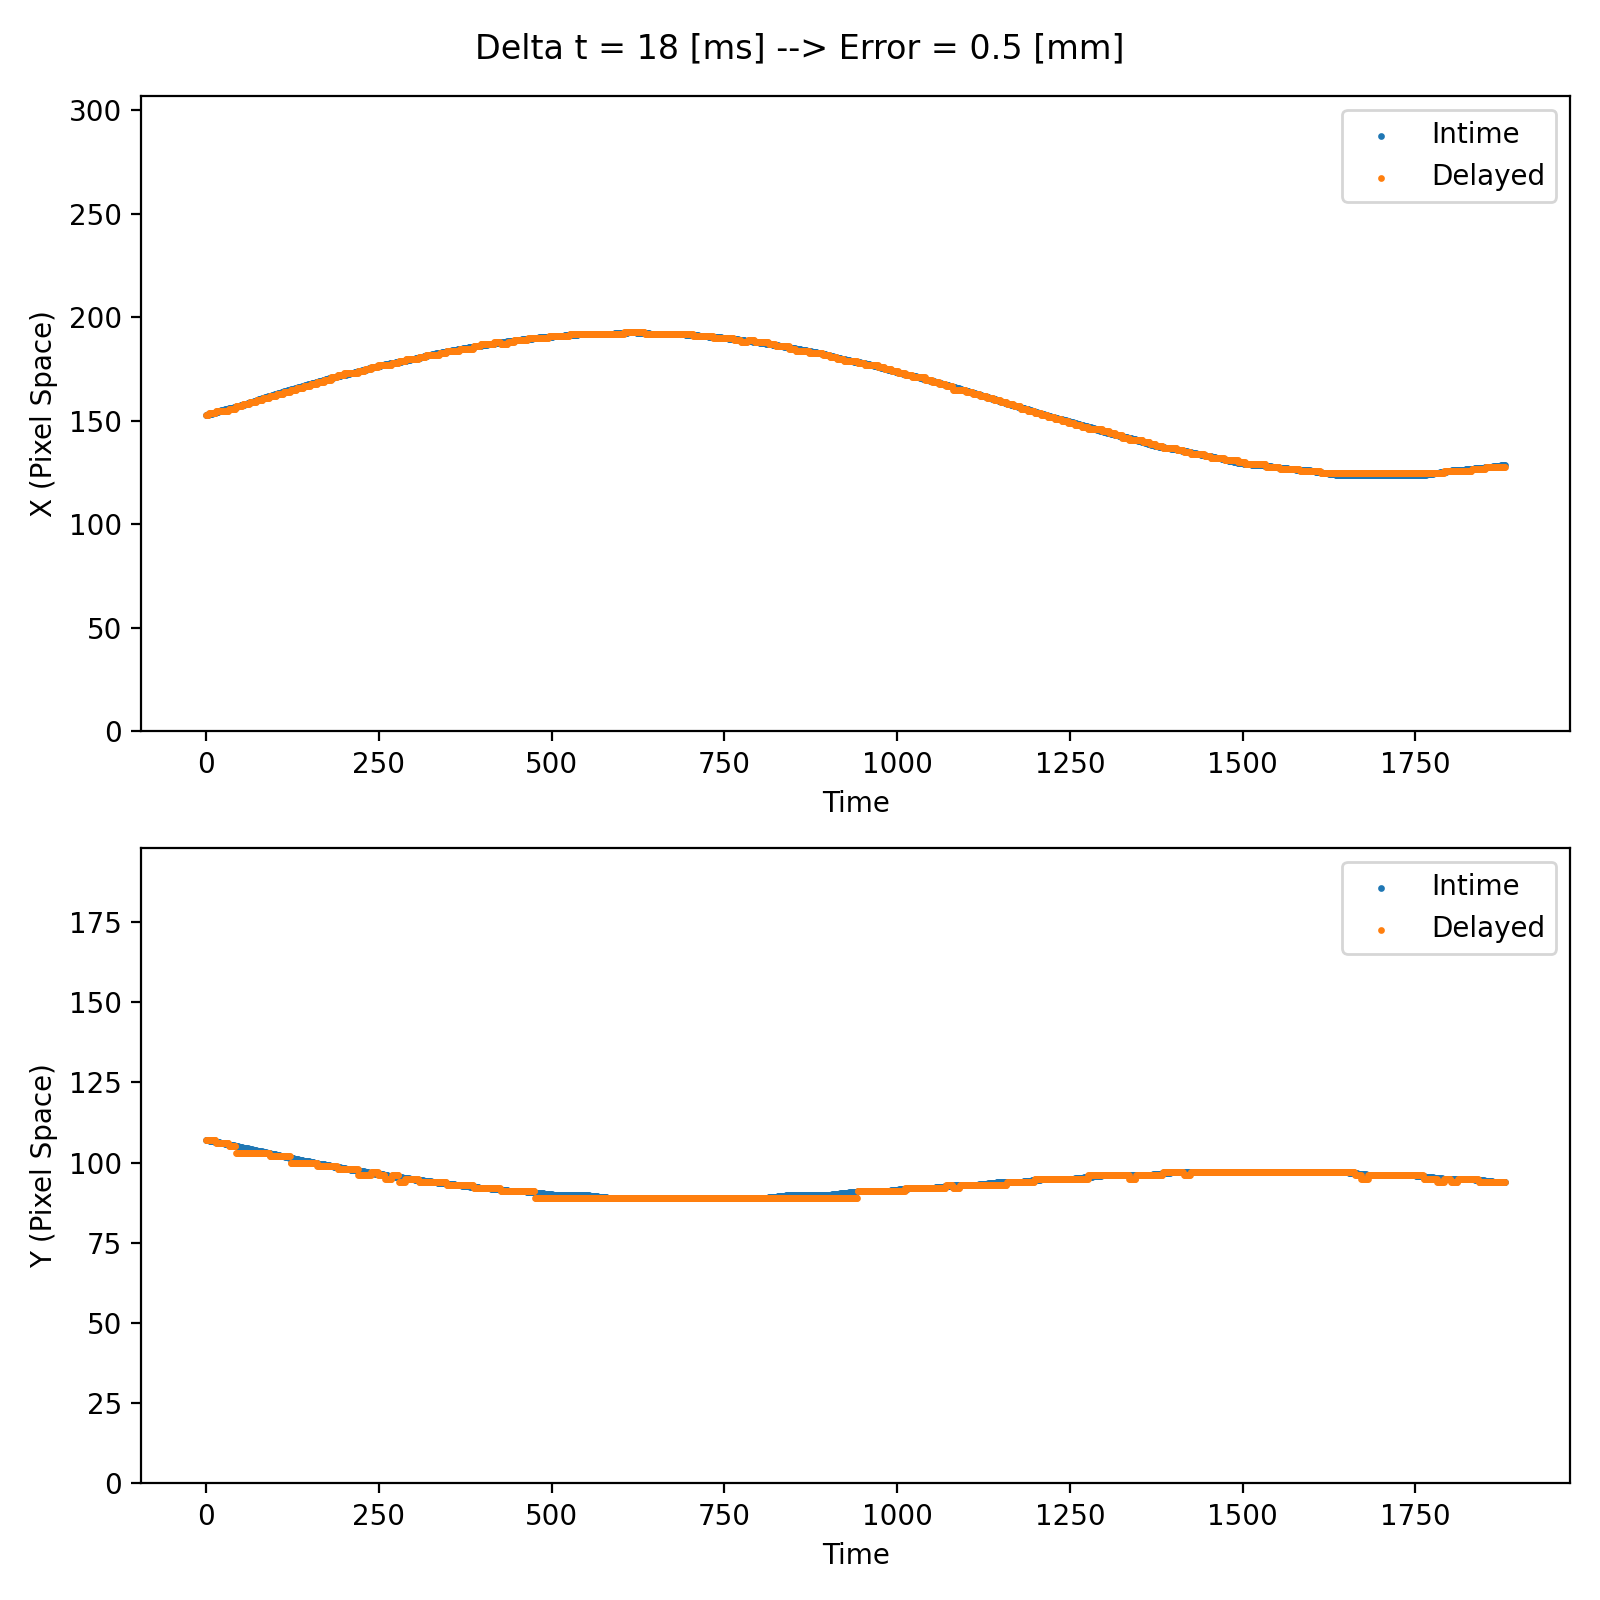 Delta t = 18 [ms] --> Error = 0.5 [mm]
300
250
200
150
100
50
0
X (Pixel Space)
Intime
Delayed
0 250 500 750 1000 1250 1500 1750
Time
175
150
125
100
75
50
25
0
Y (Pixel Space)
Intime
Delayed
0 250 500 750 1000 1250 1500 1750
Time